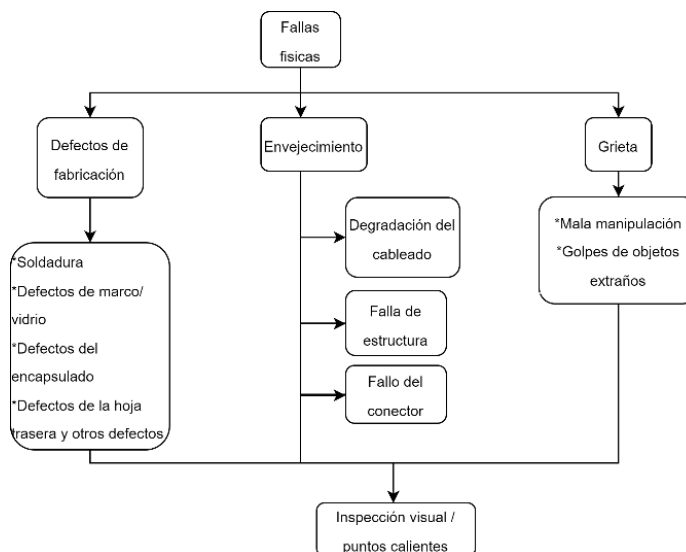 Fallas
fisicas
Defectos de
fabricación
Envejecimiento
Grieta
*Soldadura
*Defectos de marco/
vidrio
*Defectos del
encapsulado
*Defectos de la hoja
trasera y otros defectos
Degradación del
cableado
Falla de
estructura
Fallo del
conector
*Mala manipulación
*Golpes de objetos
extraños
Inspección visual /
puntos calientes